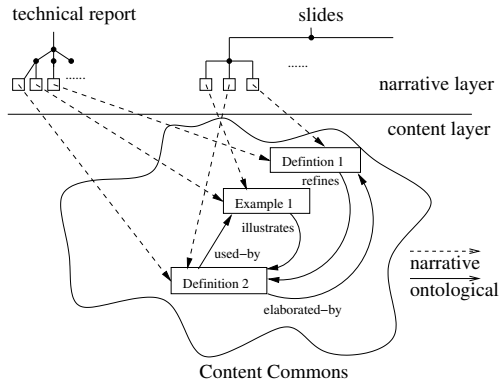 technical report
slides
......
......
narrative layer
content layer
Defintion 1
refines
Example 1
illustrates
used−by
narrative
Definition 2
ontological
elaborated−by
Content Commons